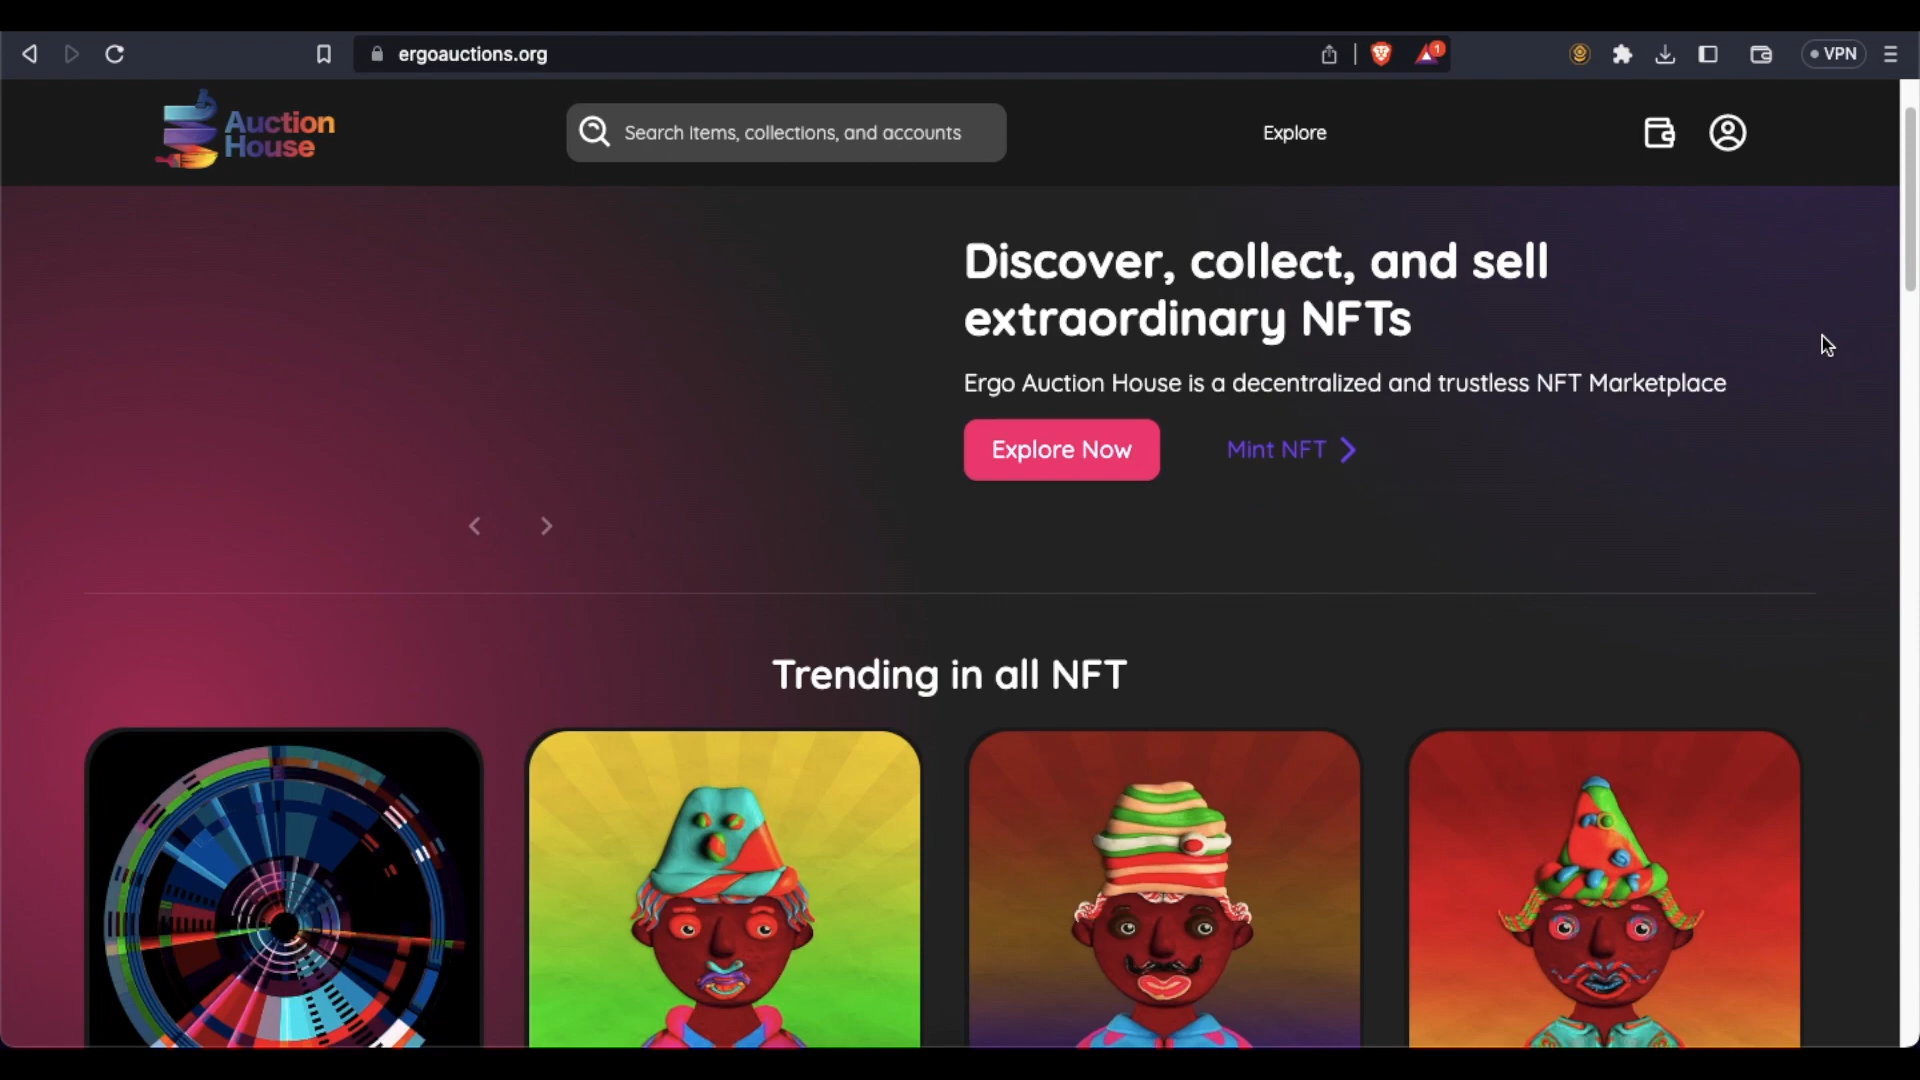 ergoauctions.org
1
VPN
Auction
House
Search items, collections, and accounts
Explore
Discover, collect, and sell
extraordinary NFTs
Ergo Auction House is a decentralized and trustless NFT Marketplace
Explore Now
Mint NFT
Trending in all NFT